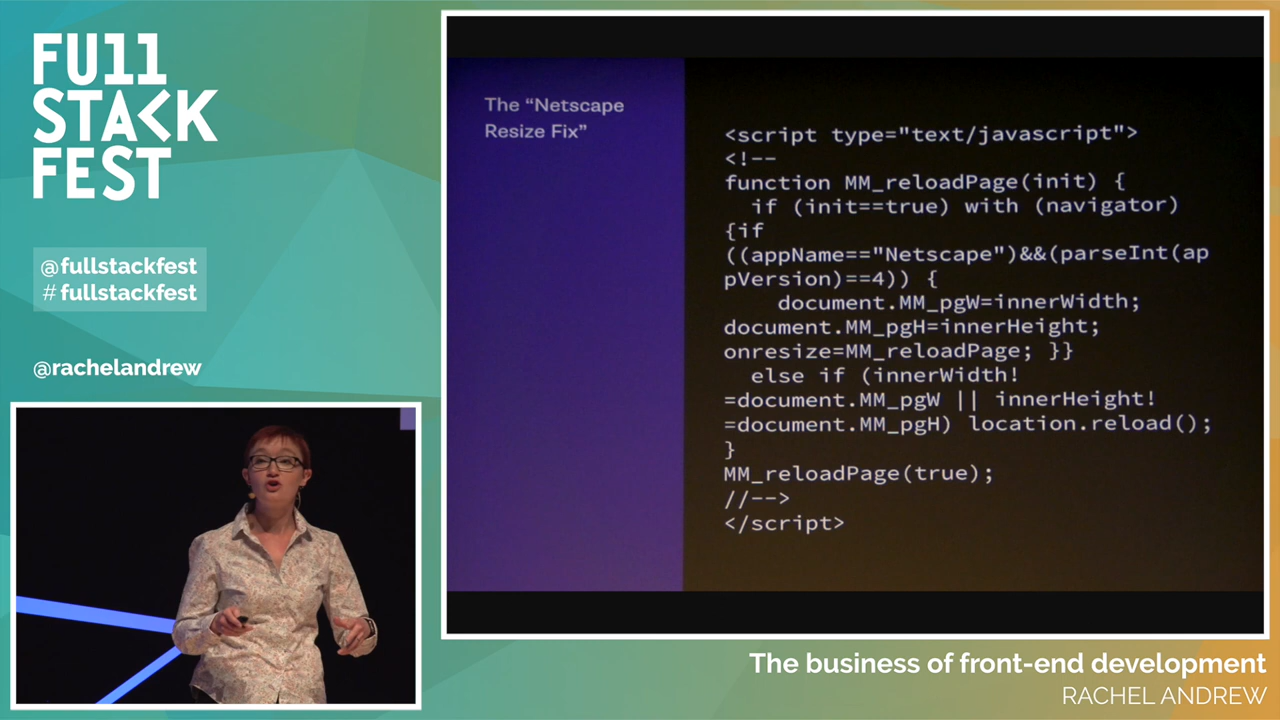 FU11
STACK
FEST
@fullstackfest
# fullstackfest
@rachelandrew
The “Netscape
Resize Fix”
<script type="text/javascript">
<!--
function MM_reloadPage(init) {
  if (init==true) with (navigator)
{if
((appName=="Netscape")&&(parseInt(ap
pVersion)==4)) {
    document.MM_pgW=innerWidth;
document.MM_pgH=innerHeight;
onresize=MM_reloadPage; }}
  else if (innerWidth!
=document.MM_pgW || innerHeight!
=document.MM_pgH) location.reload();
}
MM_reloadPage(true);
//-->
</script>
The business of front-end development
RACHEL ANDREW